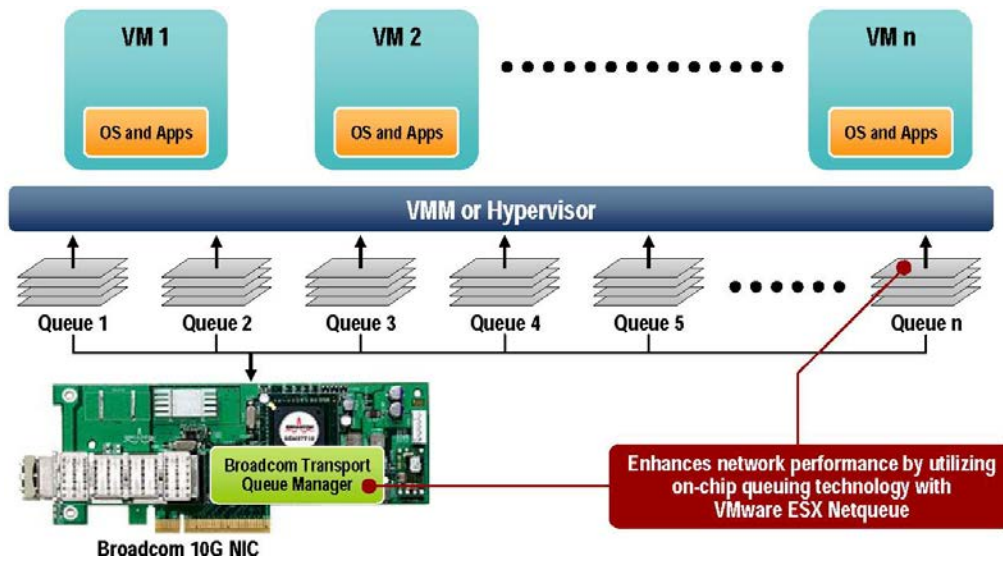 VM 1
VM 2
VM n
OS and Apps
OS and Apps
OS and Apps
VMM or Hypervisor
Queue 1
Queue 2
Queue 3
Queue 4
Queue 5
Queue n
Broadcom Transport
Queue Manager
Enhances network performance by utilizing
on-chip queuing technology with
VMware ESX Netqueue
Broadcom 10G NIC